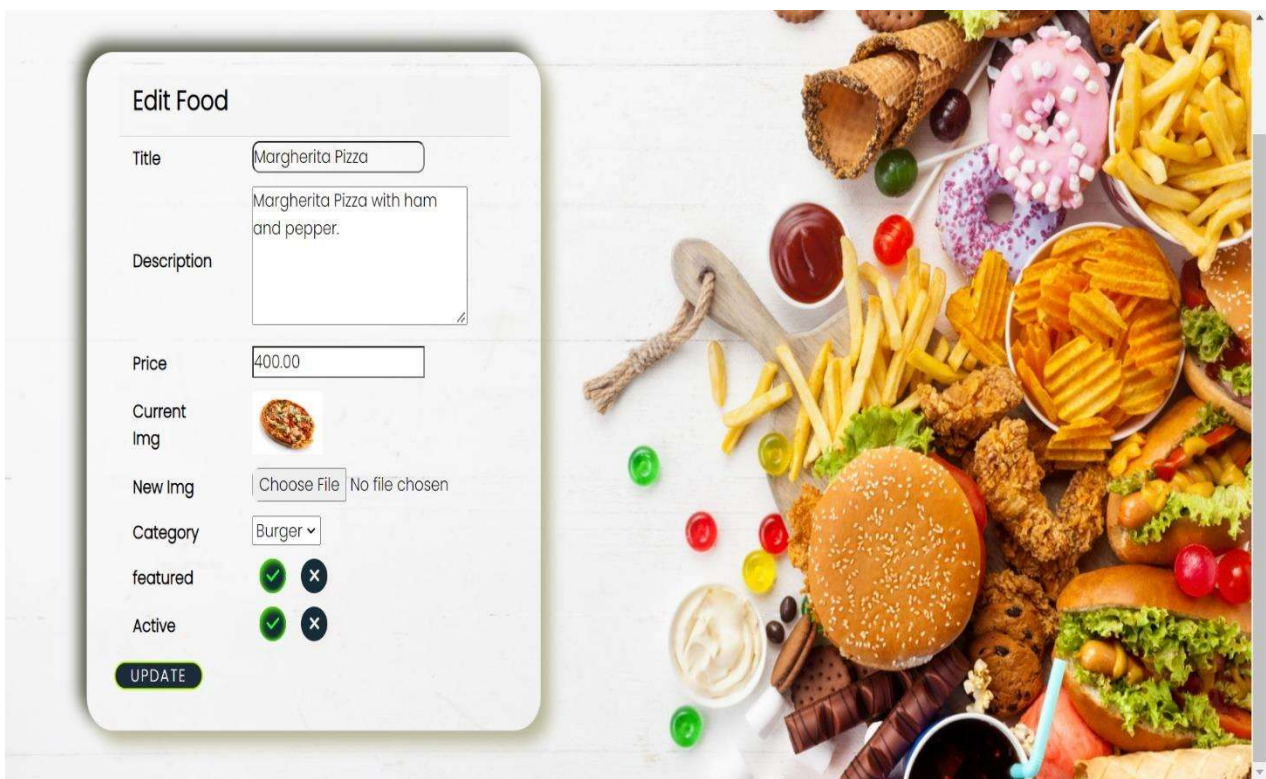 Edit Food
Title Margherita Pizza
Margherita Pizza with ham
and pepper.
Description
Price 400.00
Current
Img
New Img Choose File No file chosen
Category Burger
featured
Active
UPDATE